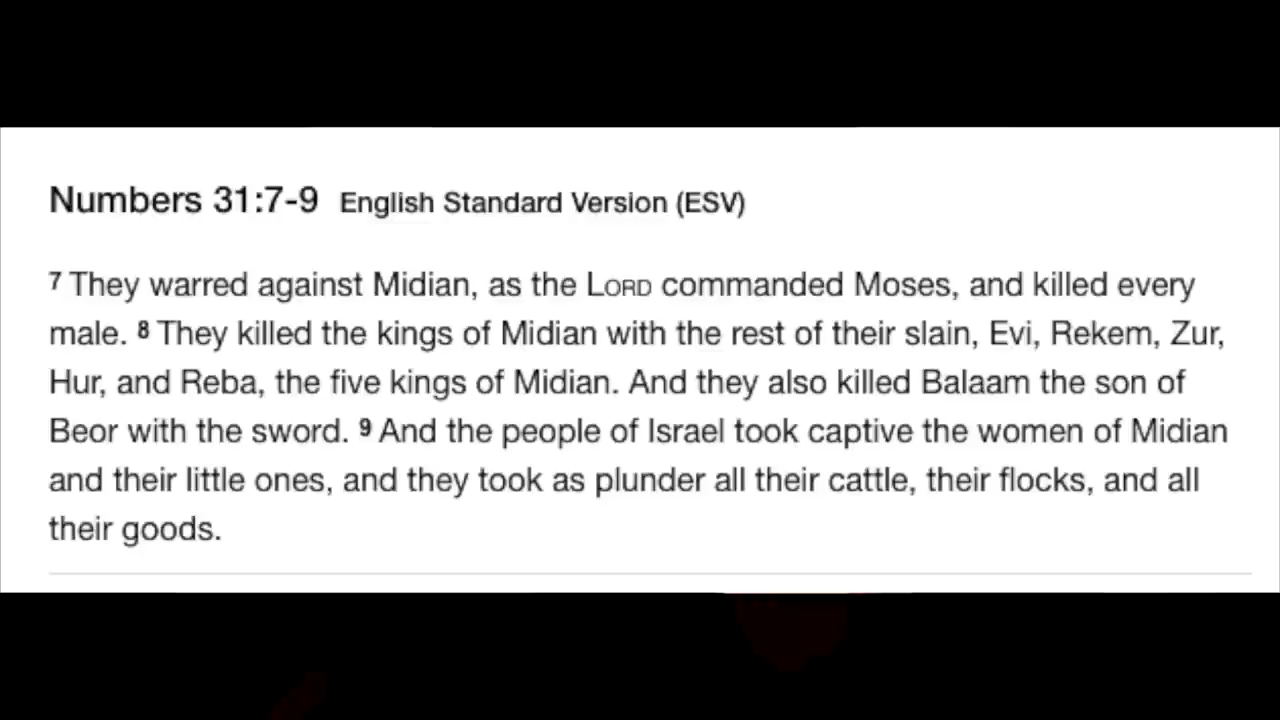 Numbers 31:7-9 English Standard Version (ESV)
7 They warred against Midian, as the LORD commanded Moses, and killed every
male. 8 They killed the kings of Midian with the rest of their slain, Evi, Rekem, Zur,
Hur, and Reba, the five kings of Midian. And they also killed Balaam the son of
Beor with the sword. 9 And the people of Israel took captive the women of Midian
and their little ones, and they took as plunder all their cattle, their flocks, and all
their goods.